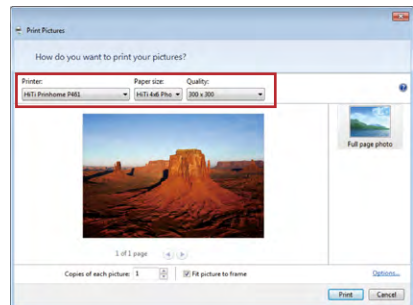 Print Pictures
How do you want to print your pictures?
Printer: Paper size: Quality:
HiTi Prinhome P461 HiTi 4x6 Pho 300 x 300
Full page photo
1 of 1 page
Copies of each picture: 1 Fit picture to frame Options...
Print Cancel